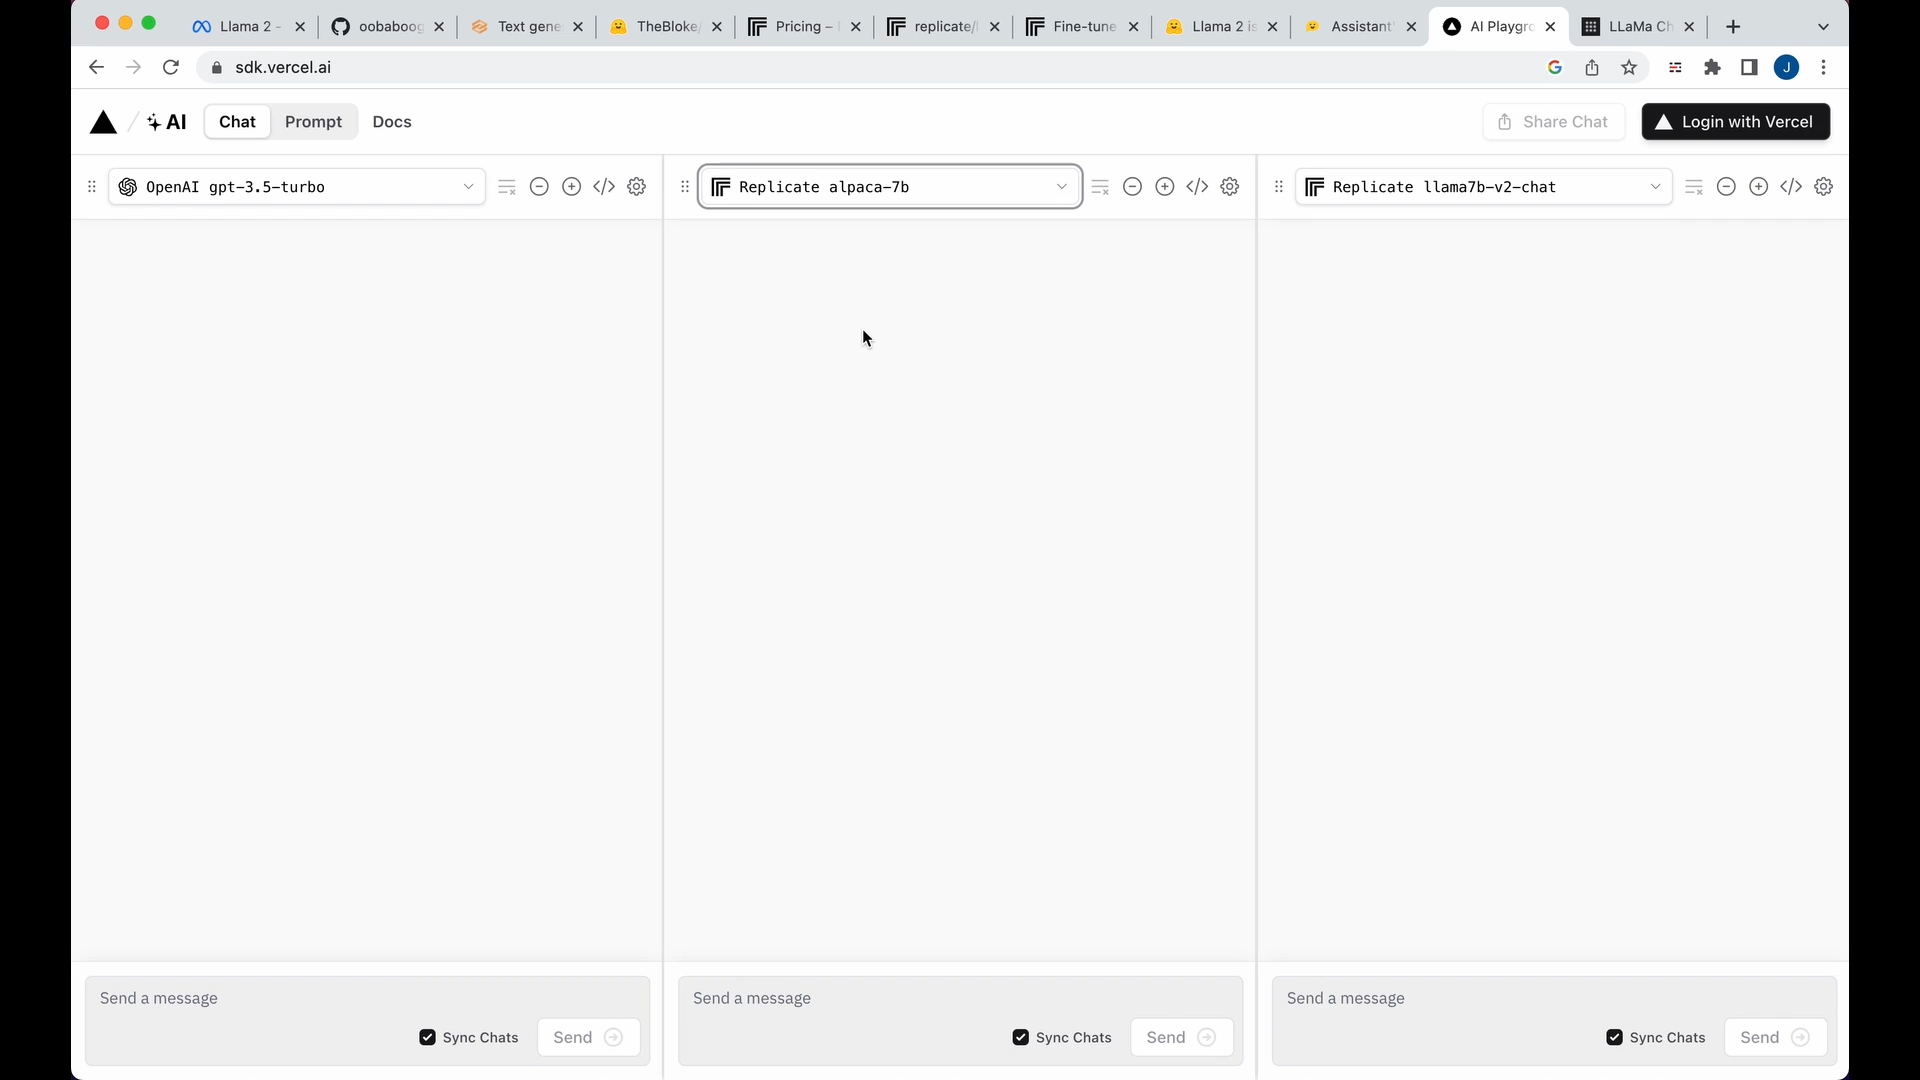 Llama 2 -
oobaboog
Text gene
TheBloke/
Pricing –
replicate/
Fine-tune
Llama 2 is
Assistant
AI Playgro
LLaMa Ch
sdk.vercel.ai
J
AI
Chat
Prompt
Docs
Share Chat
Login with Vercel
OpenAI gpt-3.5-turbo
Replicate alpaca-7b
Replicate llama7b-v2-chat
Send a message
Sync Chats
Send
Send a message
Sync Chats
Send
Send a message
Sync Chats
Send